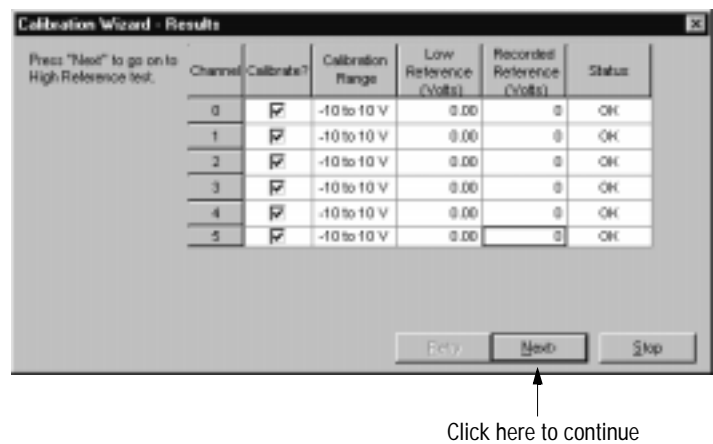 Calibration Wizard - Results
Press "Next" to go on to
High Reference test.
Channel Calibrate? Calibration Range Low Reference (Volts) Recorded Reference (Volts) Status
0 -10 to 10 V 0.00 0 OK
1 -10 to 10 V 0.00 0 OK
2 -10 to 10 V 0.00 0 OK
3 -10 to 10 V 0.00 0 OK
4 -10 to 10 V 0.00 0 OK
5 -10 to 10 V 0.00 0 OK
Retry Next> Stop
Click here to continue